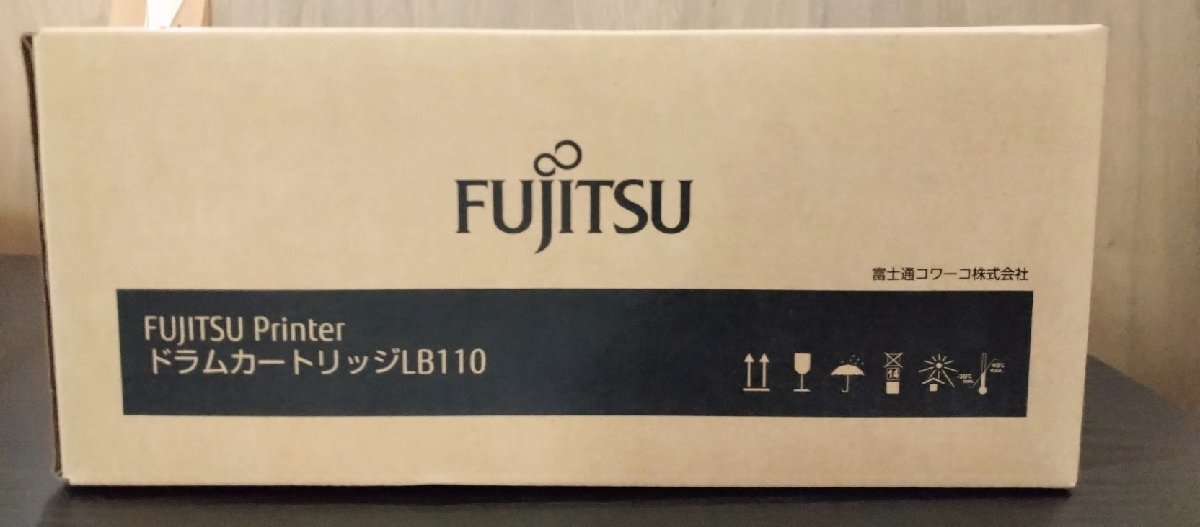 FUJITSU
富士通コワーコ株式会社
FUJITSU Printer
ドラムカートリッジLB110
14